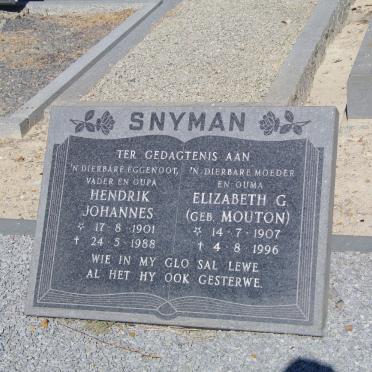 SNYMAN
TER GEDAGTENIS AAN
'N DIERBARE EGGENOOT,
VADER EN OUPA
HENDRIK
JOHANNES
☆ 17·8·1901
† 24·5·1988
'N DIERBARE MOEDER
EN OUMA
ELIZABETH G.
(GEB. MOUTON)
☆ 14·7·1907
† 4·8·1996
WIE IN MY GLO SAL LEWE
AL HET HY OOK GESTERWE.